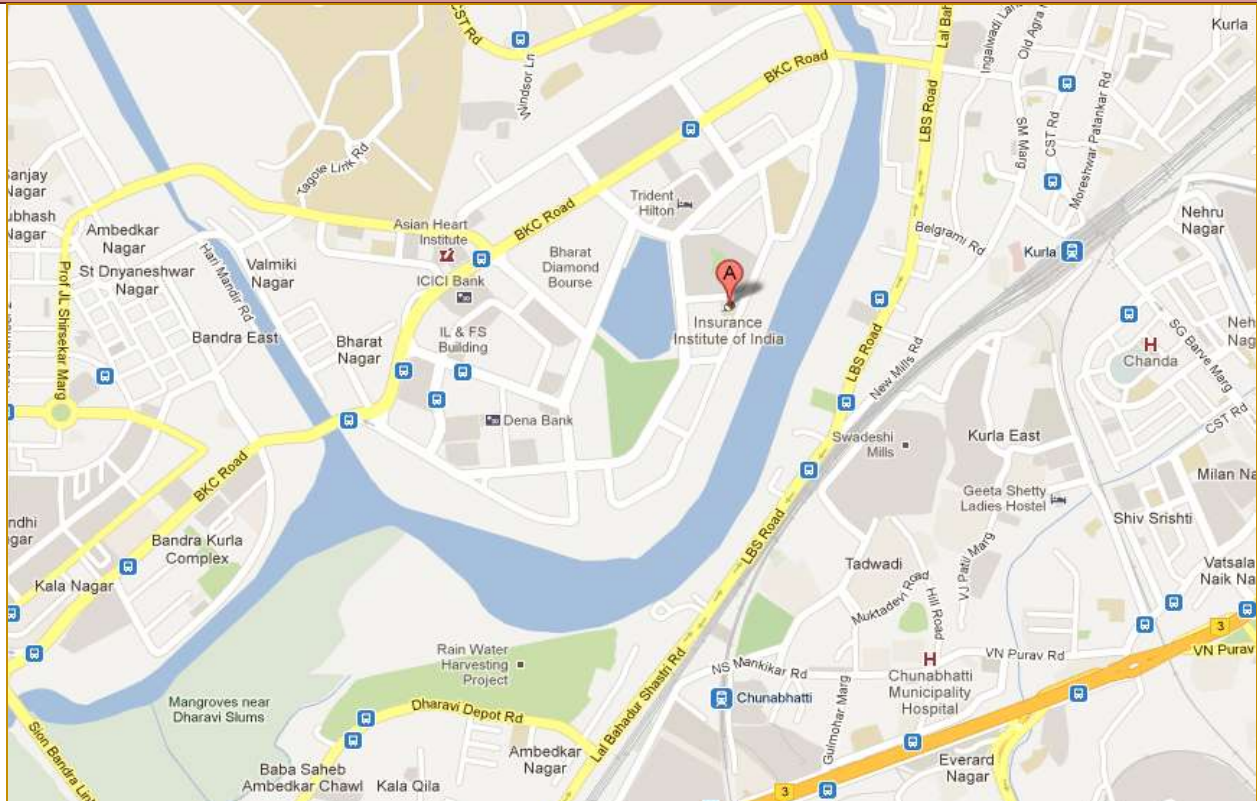 CST Rd
Windsor Ln
Lal Bah
Ingalwadi Lane
Old Agra
Kurla
BKC Road
LBS Road
SM Marg
CST Rd
Moreshwar Patankar Rd
Tagole Link Rd
Sanjay
Nagar
ubhash
Nagar
Ambedkar
Nagar
Trident
Hilton
Asian Heart
Institute
BKC Road
Belgrami Rd
Nehru
Nagar
Kurla
St Dnyaneshwar
Nagar
Hari Mandir Rd
Valmiki
Nagar
ICICI Bank
Bharat
Diamond
Bourse
A
Insurance
Institute of India
Prof JL Shirsekar Marg
Bandra East
Bharat
Nagar
IL & FS
Building
LBS Road
New Mills Rd
SG Barve Marg
Neh
Nag
H
Chanda
Dena Bank
CST Rd
Swadeshi
Mills
Kurla East
BKC Road
Milan Na
Geeta Shetty
Ladies Hostel
Shiv Srishti
ndhi
gar
Bandra Kurla
Complex
LBS Road
Kala Nagar
Tadwadi
VJ Patil Marg
Vatsala
Naik Na
Muktadevi Road
Hill Road
3
VN Purav
VN Purav Rd
Rain Water
Harvesting
Project
NS Mankikar Rd
H
Chunabhatti
Municipality
Hospital
Chunabhatti
Gulmohar Marg
Mangroves near
Dharavi Slums
Dharavi Depot Rd
Lal Bahadur Shastri Rd
Sion Bandra Link
Ambedkar
Nagar
Everard
Nagar
Baba Saheb
Ambedkar Chawl
Kala Qila
3